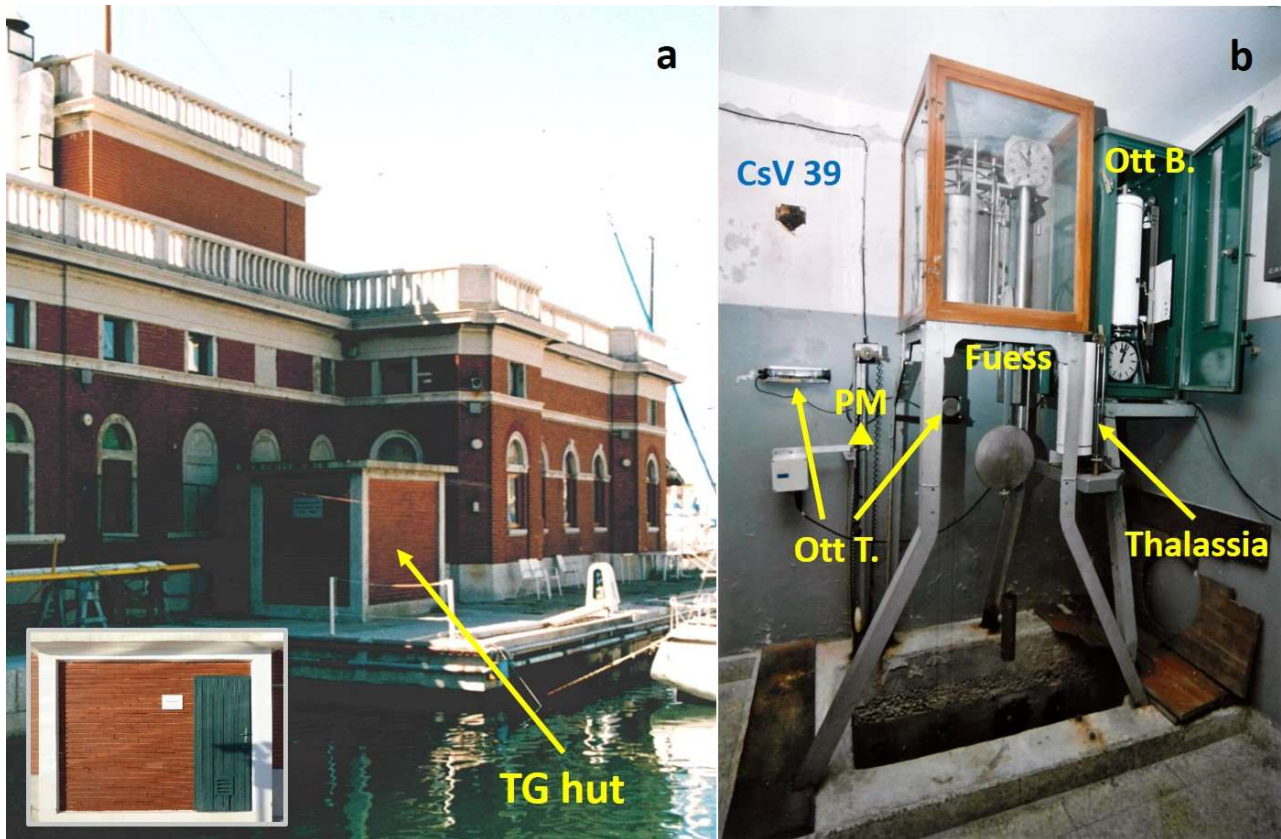 a
TG hut
b
CsV 39
Ott B.
Fuess
PM
Ott T.
Thalassia